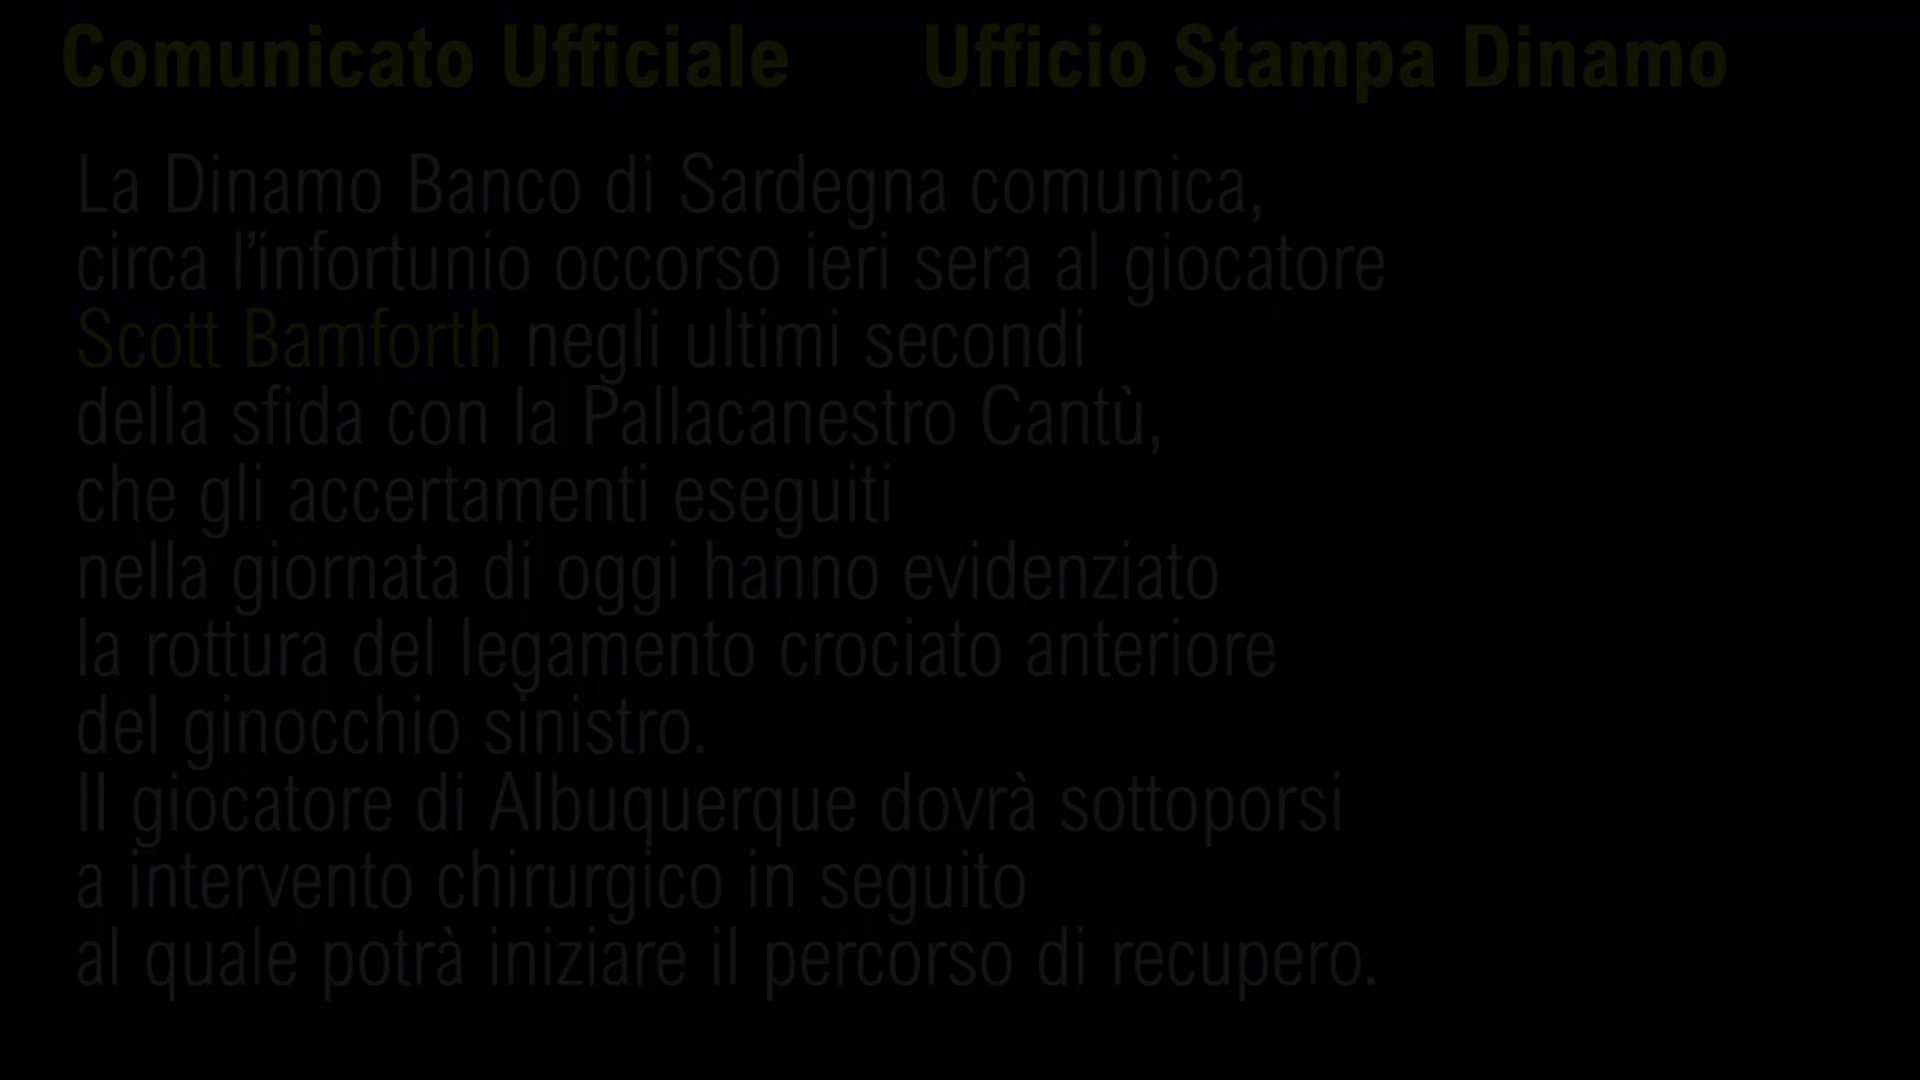 Comunicato Ufficiale Ufficio Stampa Dinamo
La Dinamo Banco di Sardegna comunica,
circa l’infortunio occorso ieri sera al giocatore
Scott Bamforth negli ultimi secondi
della sfida con la Pallacanestro Cantù,
che gli accertamenti eseguiti
nella giornata di oggi hanno evidenziato
la rottura del legamento crociato anteriore
del ginocchio sinistro.
Il giocatore di Albuquerque dovrà sottoporsi
a intervento chirurgico in seguito
al quale potrà iniziare il percorso di recupero.